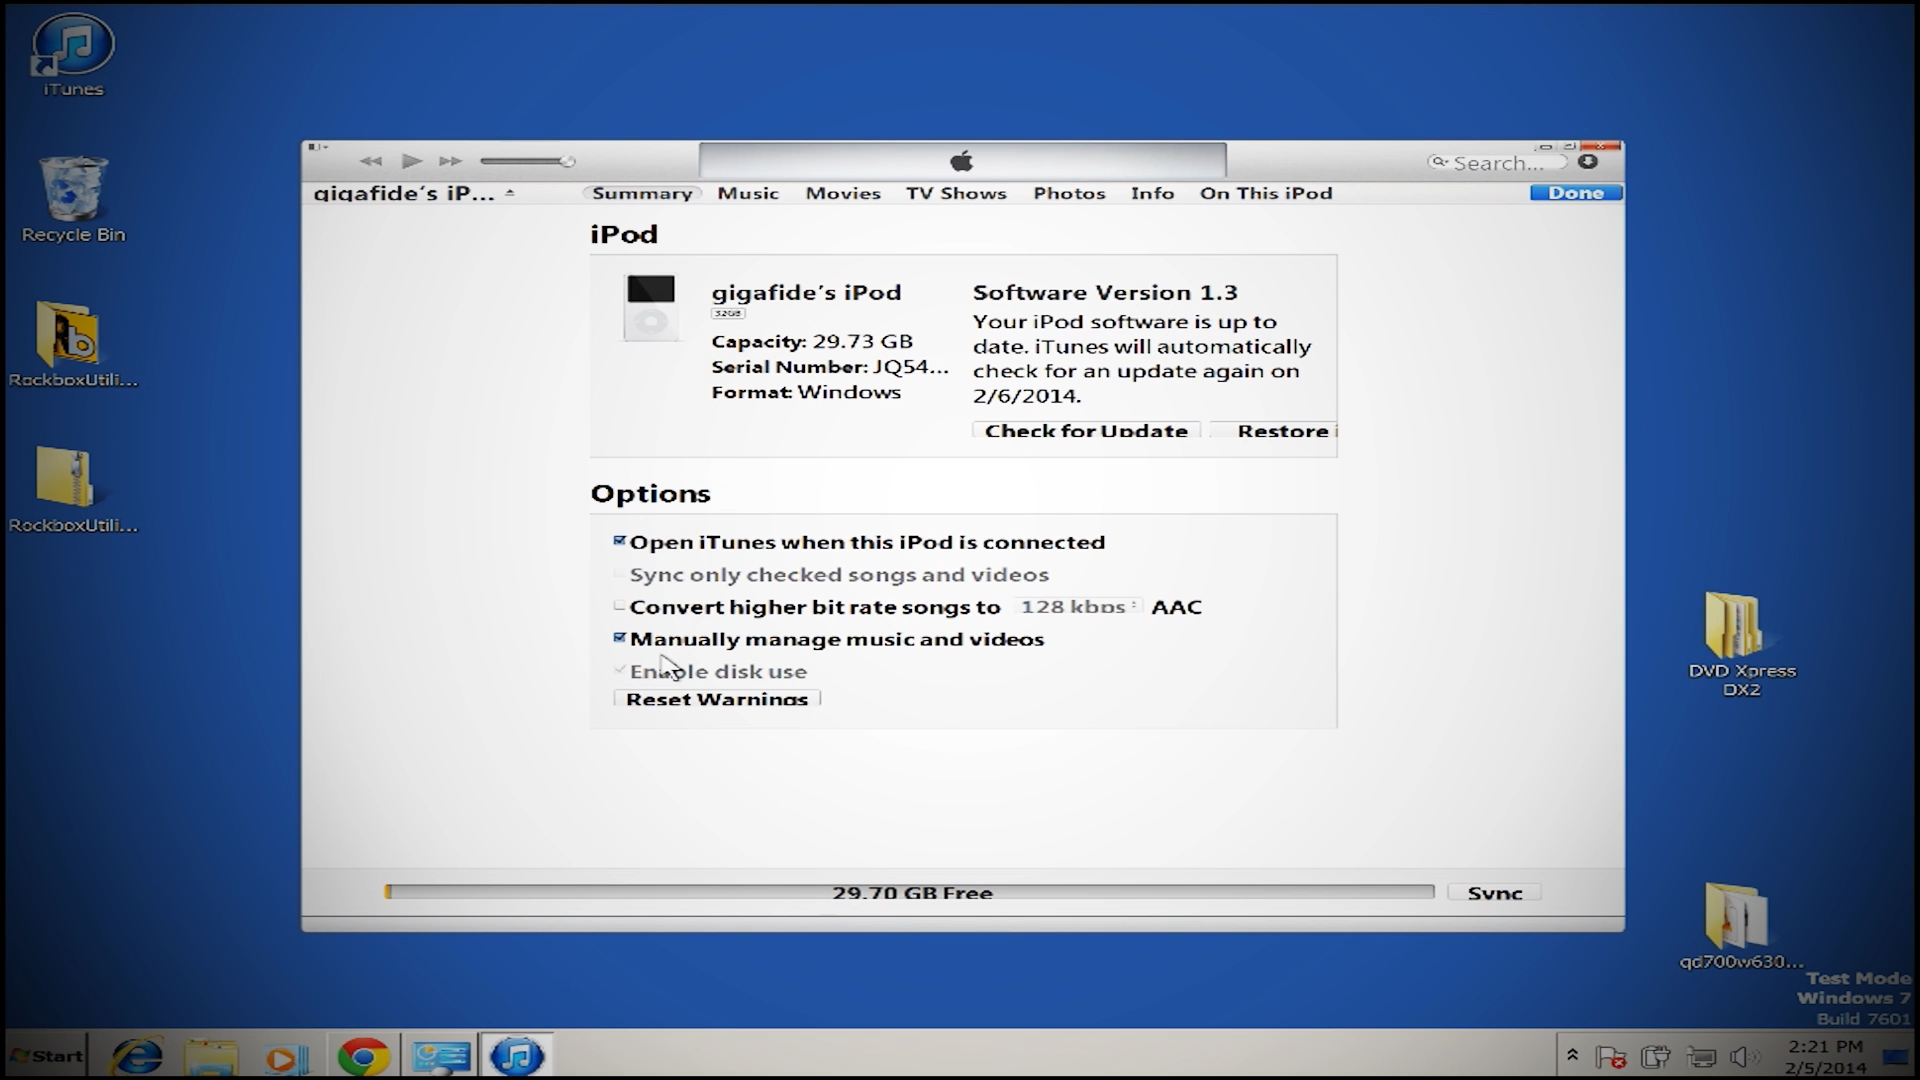 iTunes
Recycle Bin
RockboxUtili...
RockboxUtili...
Search...
gigafide's iP...
Summary Music Movies TV Shows Photos Info On This iPod
Done
iPod
gigafide's iPod
32GB
Capacity: 29.73 GB
Serial Number: JQ54...
Format: Windows
Software Version 1.3
Your iPod software is up to
date. iTunes will automatically
check for an update again on
2/6/2014.
Check for Update
Restore i
Options
Open iTunes when this iPod is connected
Sync only checked songs and videos
Convert higher bit rate songs to 128 kbps AAC
Manually manage music and videos
Enable disk use
Reset Warnings
29.70 GB Free
Sync
DVD Xpress
DX2
qd700w630...
Test Mode
Windows 7
Build 7601
Start
2:21 PM
2/5/2014